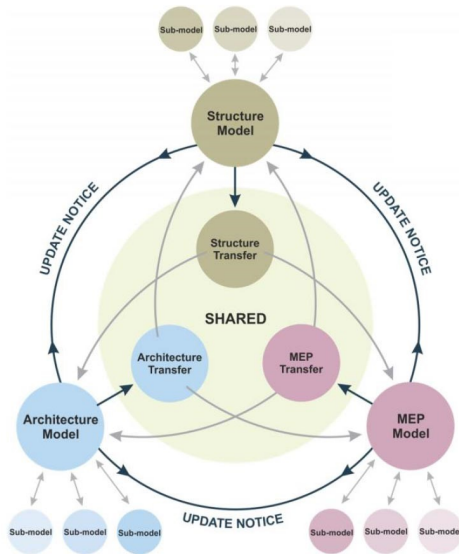 Sub-model
Sub-model
Sub-model
Structure
Model
UPDATE NOTICE
UPDATE NOTICE
Structure
Transfer
SHARED
Architecture
Transfer
MEP
Transfer
Architecture
Model
MEP
Model
UPDATE NOTICE
Sub-model
Sub-model
Sub-model
Sub-model
Sub-model
Sub-model